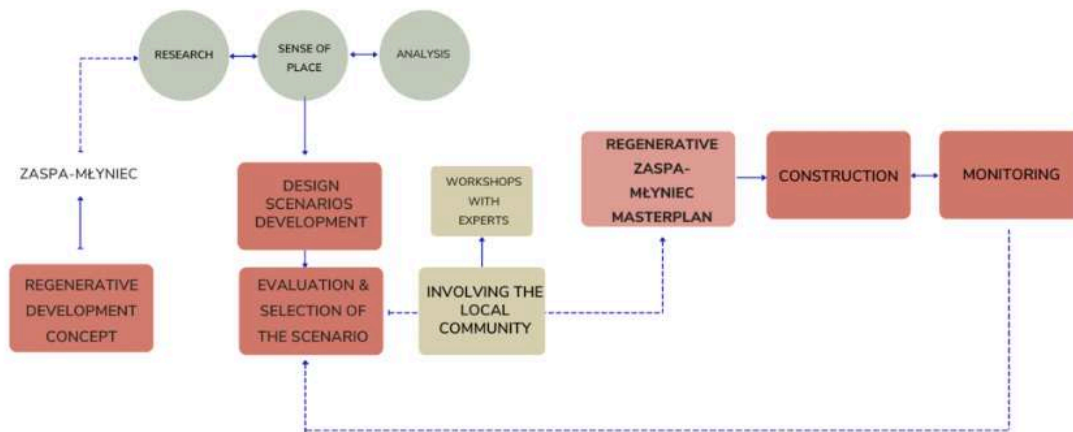 RESEARCH
SENSE OF
PLACE
ANALYSIS
ZASPA-MŁYNIEC
REGENERATIVE
DEVELOPMENT
CONCEPT
DESIGN
SCENARIOS
DEVELOPMENT
EVALUATION &
SELECTION OF
THE SCENARIO
WORKSHOPS
WITH
EXPERTS
INVOLVING THE
LOCAL
COMMUNITY
REGENERATIVE
ZASPA-
MŁYNIEC
MASTERPLAN
CONSTRUCTION
MONITORING